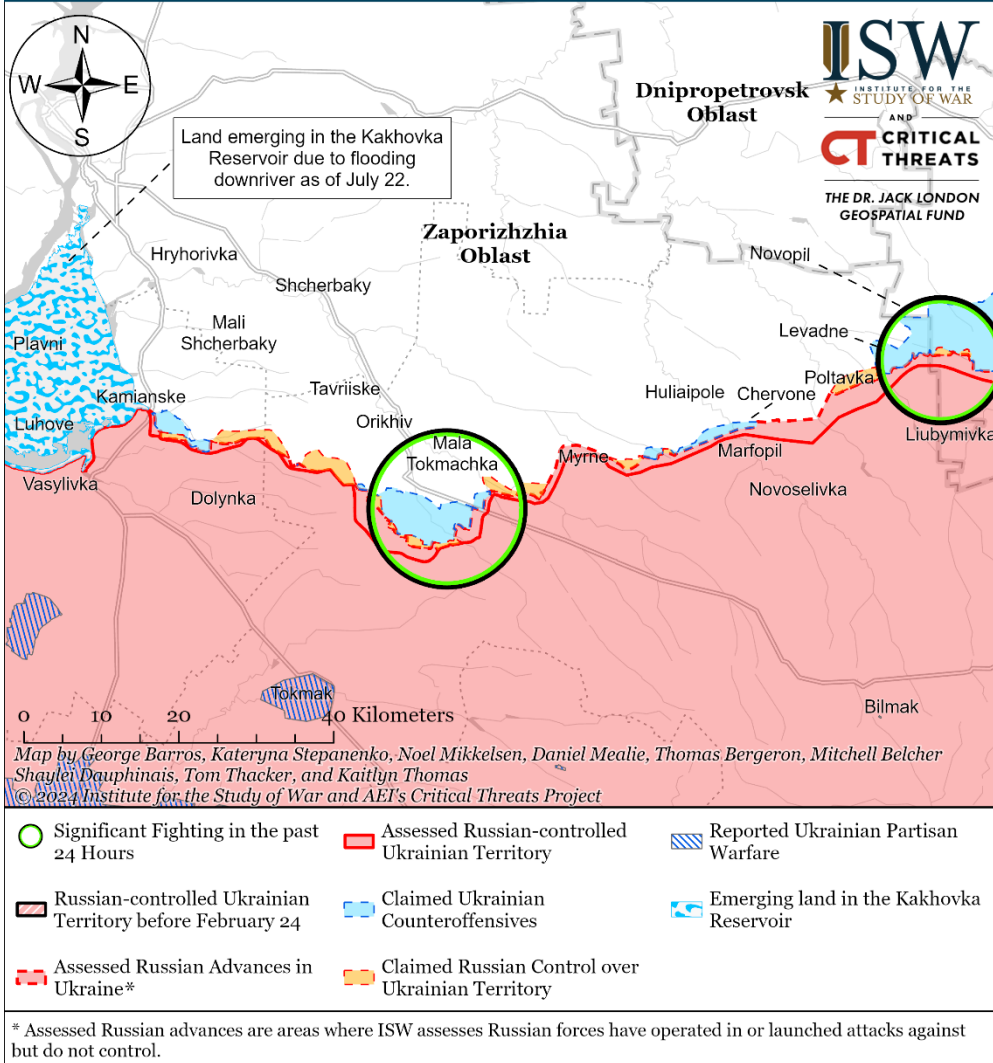 N
W E
S
ISW
INSTITUTE FOR THE
STUDY OF WAR
AND
CT CRITICAL
THREATS
THE DR. JACK LONDON
GEOSPATIAL FUND
Dnipropetrovsk
Oblast
Land emerging in the Kakhovka
Reservoir due to flooding
downriver as of July 22.
Zaporizhzhia
Oblast
Hryhorivka
Novopil
Shcherbaky
Mali
Shcherbaky
Levadne
Plavni
Poltavka
Tavriiske
Huliaipole
Chervone
Kamianske
Orikhiv
Luhove
Mala
Tokmachka
Liubymivka
Myrne
Marfopil
Vasylivka
Dolynka
Novoselivka
Tokmak
Bilmak
0 10 20 40 Kilometers
Map by George Barros, Kateryna Stepanenko, Noel Mikkelsen, Daniel Mealie, Thomas Bergeron, Mitchell Belcher
Shaylei Dauphinais, Tom Thacker, and Kaitlyn Thomas
© 2024 Institute for the Study of War and AEI's Critical Threats Project
Significant Fighting in the past
24 Hours
Russian-controlled Ukrainian
Territory before February 24
Assessed Russian Advances in
Ukraine*
Assessed Russian-controlled
Ukrainian Territory
Claimed Ukrainian
Counteroffensives
Claimed Russian Control over
Ukrainian Territory
Reported Ukrainian Partisan
Warfare
Emerging land in the Kakhovka
Reservoir
* Assessed Russian advances are areas where ISW assesses Russian forces have operated in or launched attacks against
but do not control.